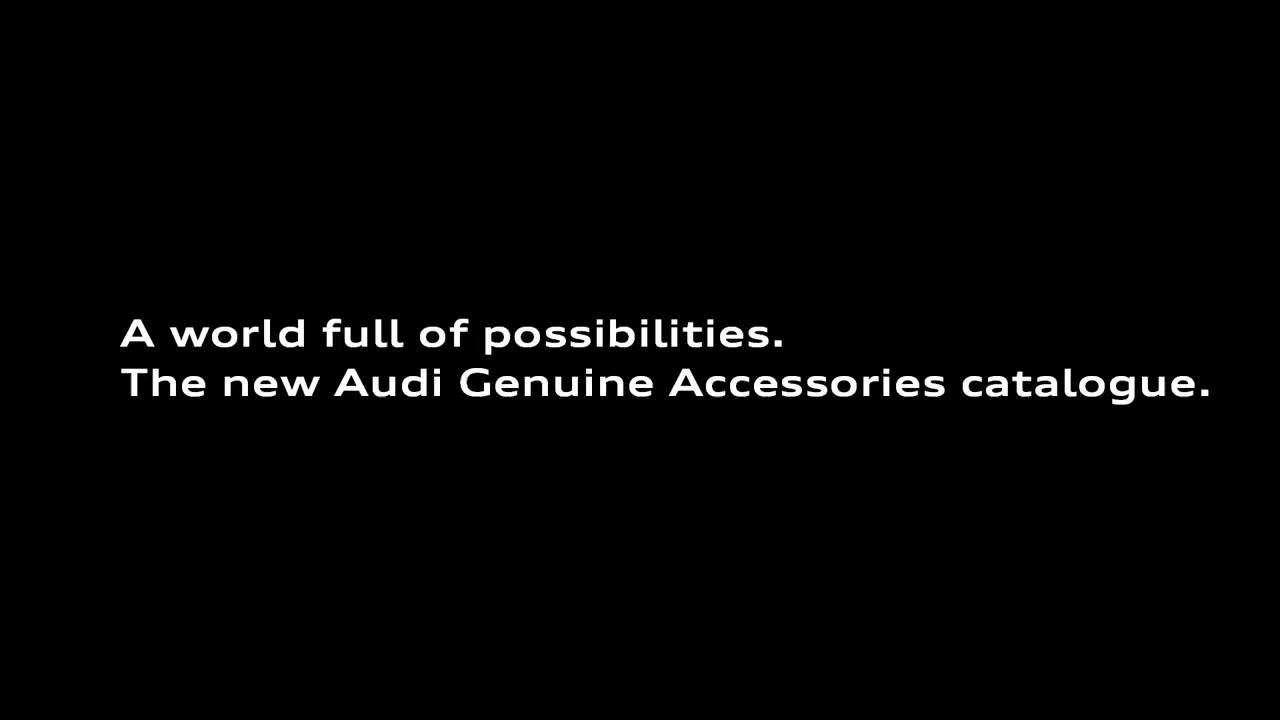 A world full of possibilities.
The new Audi Genuine Accessories catalogue.